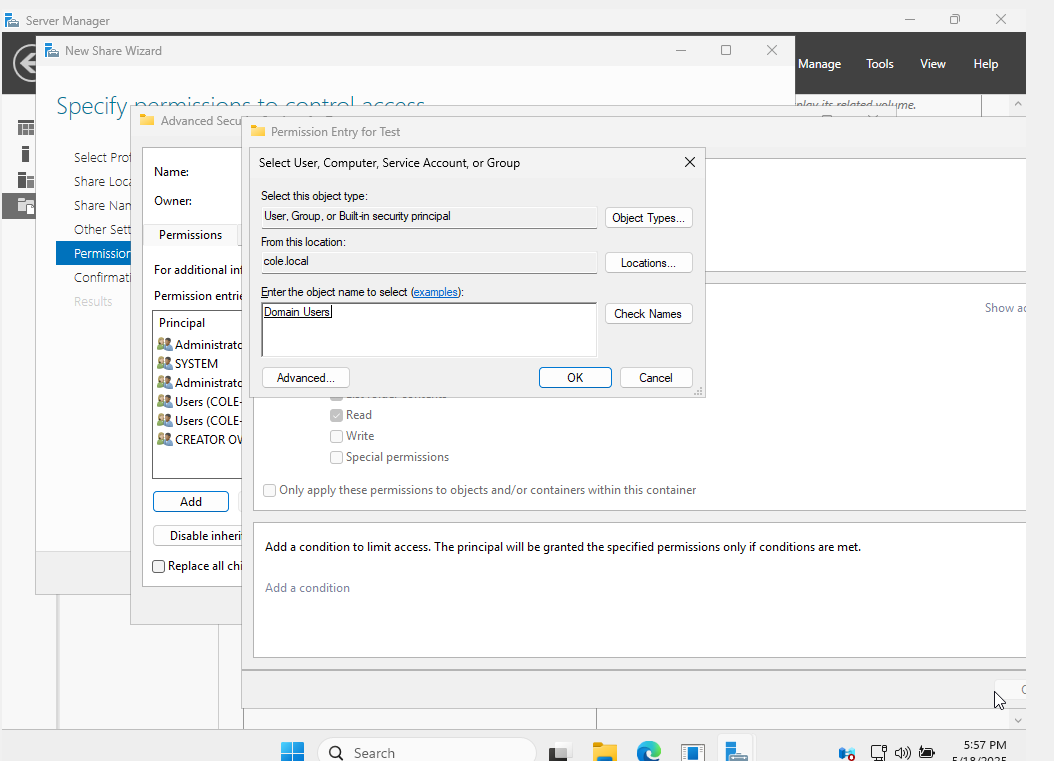 Server Manager
New Share Wizard
Manage Tools View Help
Specify permissions to control access
Advanced Secu
Permission Entry for Test
Select User, Computer, Service Account, or Group
Select Prof
Share Loca
Share Nam
Other Sett
Permission
Confirmati
Results
Name:
Owner:
Permissions
For additional inf
Permission entrie
Principal
Administrato
SYSTEM
Administrato
Users (COLE-
Users (COLE-
CREATOR OW
Add
Disable inheri
Replace all chi
Select this object type:
User, Group, or Built-in security principal
Object Types...
From this location:
cole.local
Locations...
Enter the object name to select (examples):
Domain Users
Check Names
Advanced...
OK
Cancel
Show ad
Read
Write
Special permissions
Only apply these permissions to objects and/or containers within this container
Add a condition to limit access. The principal will be granted the specified permissions only if conditions are met.
Add a condition
Search
5:57 PM